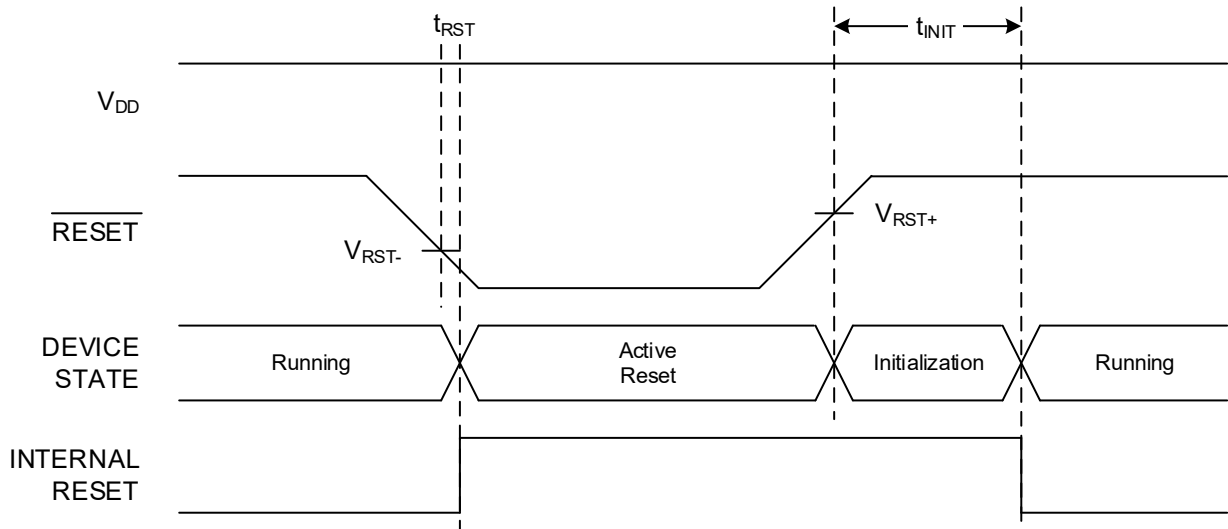 tRST
tINIT
VDD
RESET
VRST-
VRST+
DEVICE
STATE
Running
Active
Reset
Initialization
Running
INTERNAL
RESET